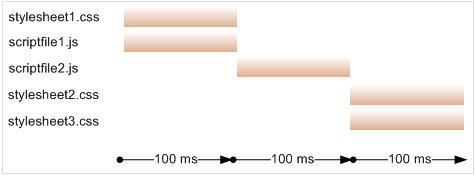 stylesheet1.css
scriptfile1.js
scriptfile2.js
stylesheet2.css
stylesheet3.css
100 ms 100 ms 100 ms